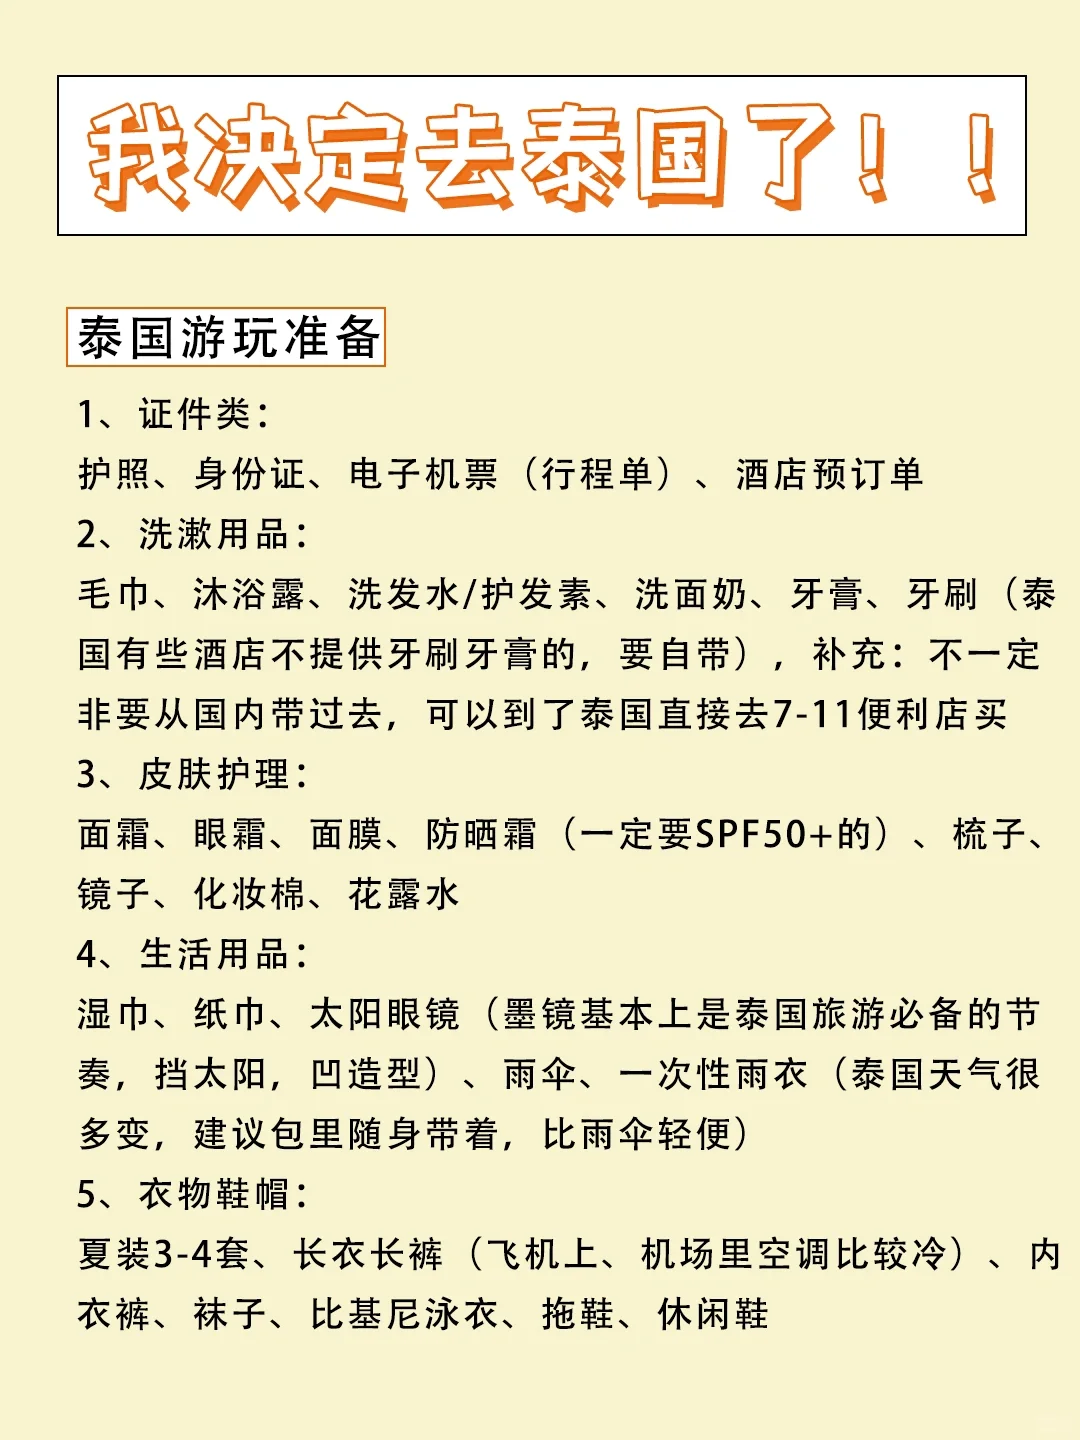 我决定去泰国了！！
泰国游玩准备
1、证件类：
护照、身份证、电子机票（行程单）、酒店预订单
2、洗漱用品：
毛巾、沐浴露、洗发水/护发素、洗面奶、牙膏、牙刷（泰
国有些酒店不提供牙刷牙膏的，要自带），补充：不一定
非要从国内带过去，可以到了泰国直接去7-11便利店买
3、皮肤护理：
面霜、眼霜、面膜、防晒霜（一定要SPF50+的）、梳子、
镜子、化妆棉、花露水
4、生活用品：
湿巾、纸巾、太阳眼镜（墨镜基本上是泰国旅游必备的节
奏，挡太阳，凹造型）、雨伞、一次性雨衣（泰国天气很
多变，建议包里随身带着，比雨伞轻便）
5、衣物鞋帽：
夏装3-4套、长衣长裤（飞机上、机场里空调比较冷）、内
衣裤、袜子、比基尼泳衣、拖鞋、休闲鞋